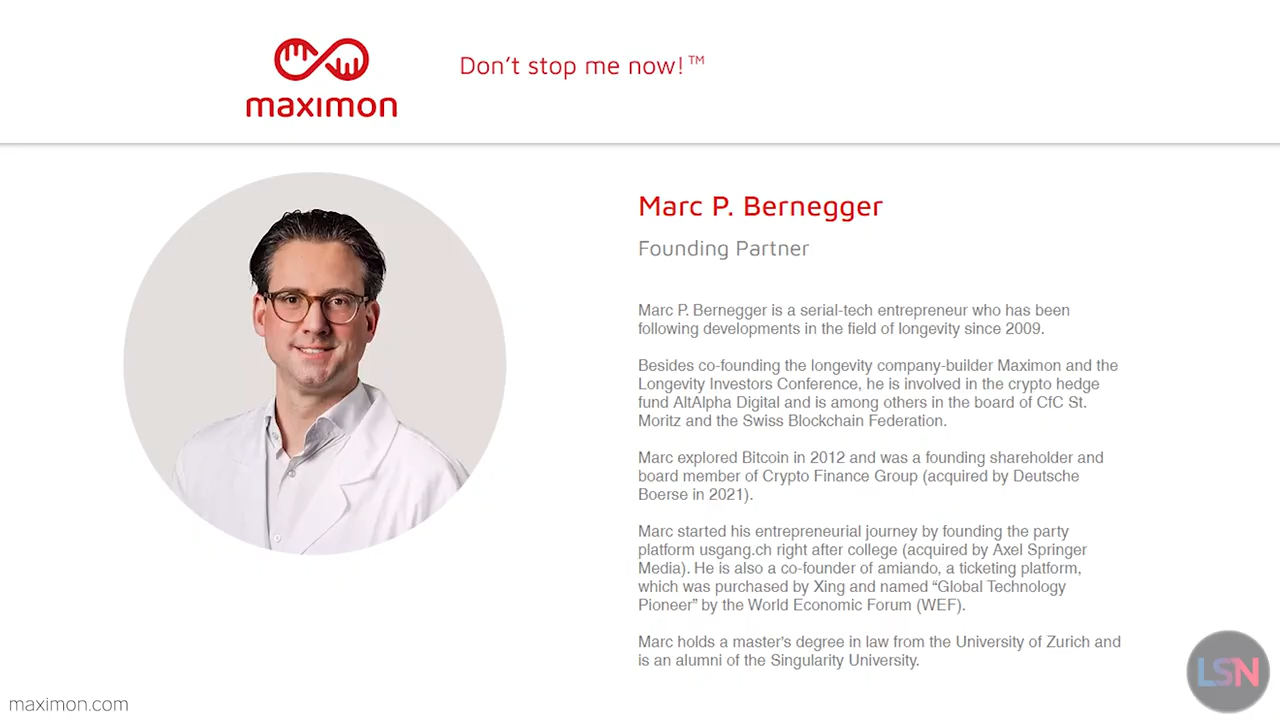 maximon
Don't stop me now!™
Marc P. Bernegger
Founding Partner
Marc P. Bernegger is a serial-tech entrepreneur who has been
following developments in the field of longevity since 2009.
Besides co-founding the longevity company-builder Maximon and the
Longevity Investors Conference, he is involved in the crypto hedge
fund AltAlpha Digital and is among others in the board of CfC St.
Moritz and the Swiss Blockchain Federation.
Marc explored Bitcoin in 2012 and was a founding shareholder and
board member of Crypto Finance Group (acquired by Deutsche
Boerse in 2021).
Marc started his entrepreneurial journey by founding the party
platform usgang.ch right after college (acquired by Axel Springer
Media). He is also a co-founder of amiando, a ticketing platform,
which was purchased by Xing and named “Global Technology
Pioneer” by the World Economic Forum (WEF).
Marc holds a master's degree in law from the University of Zurich and
is an alumni of the Singularity University.
LSN
maximon.com